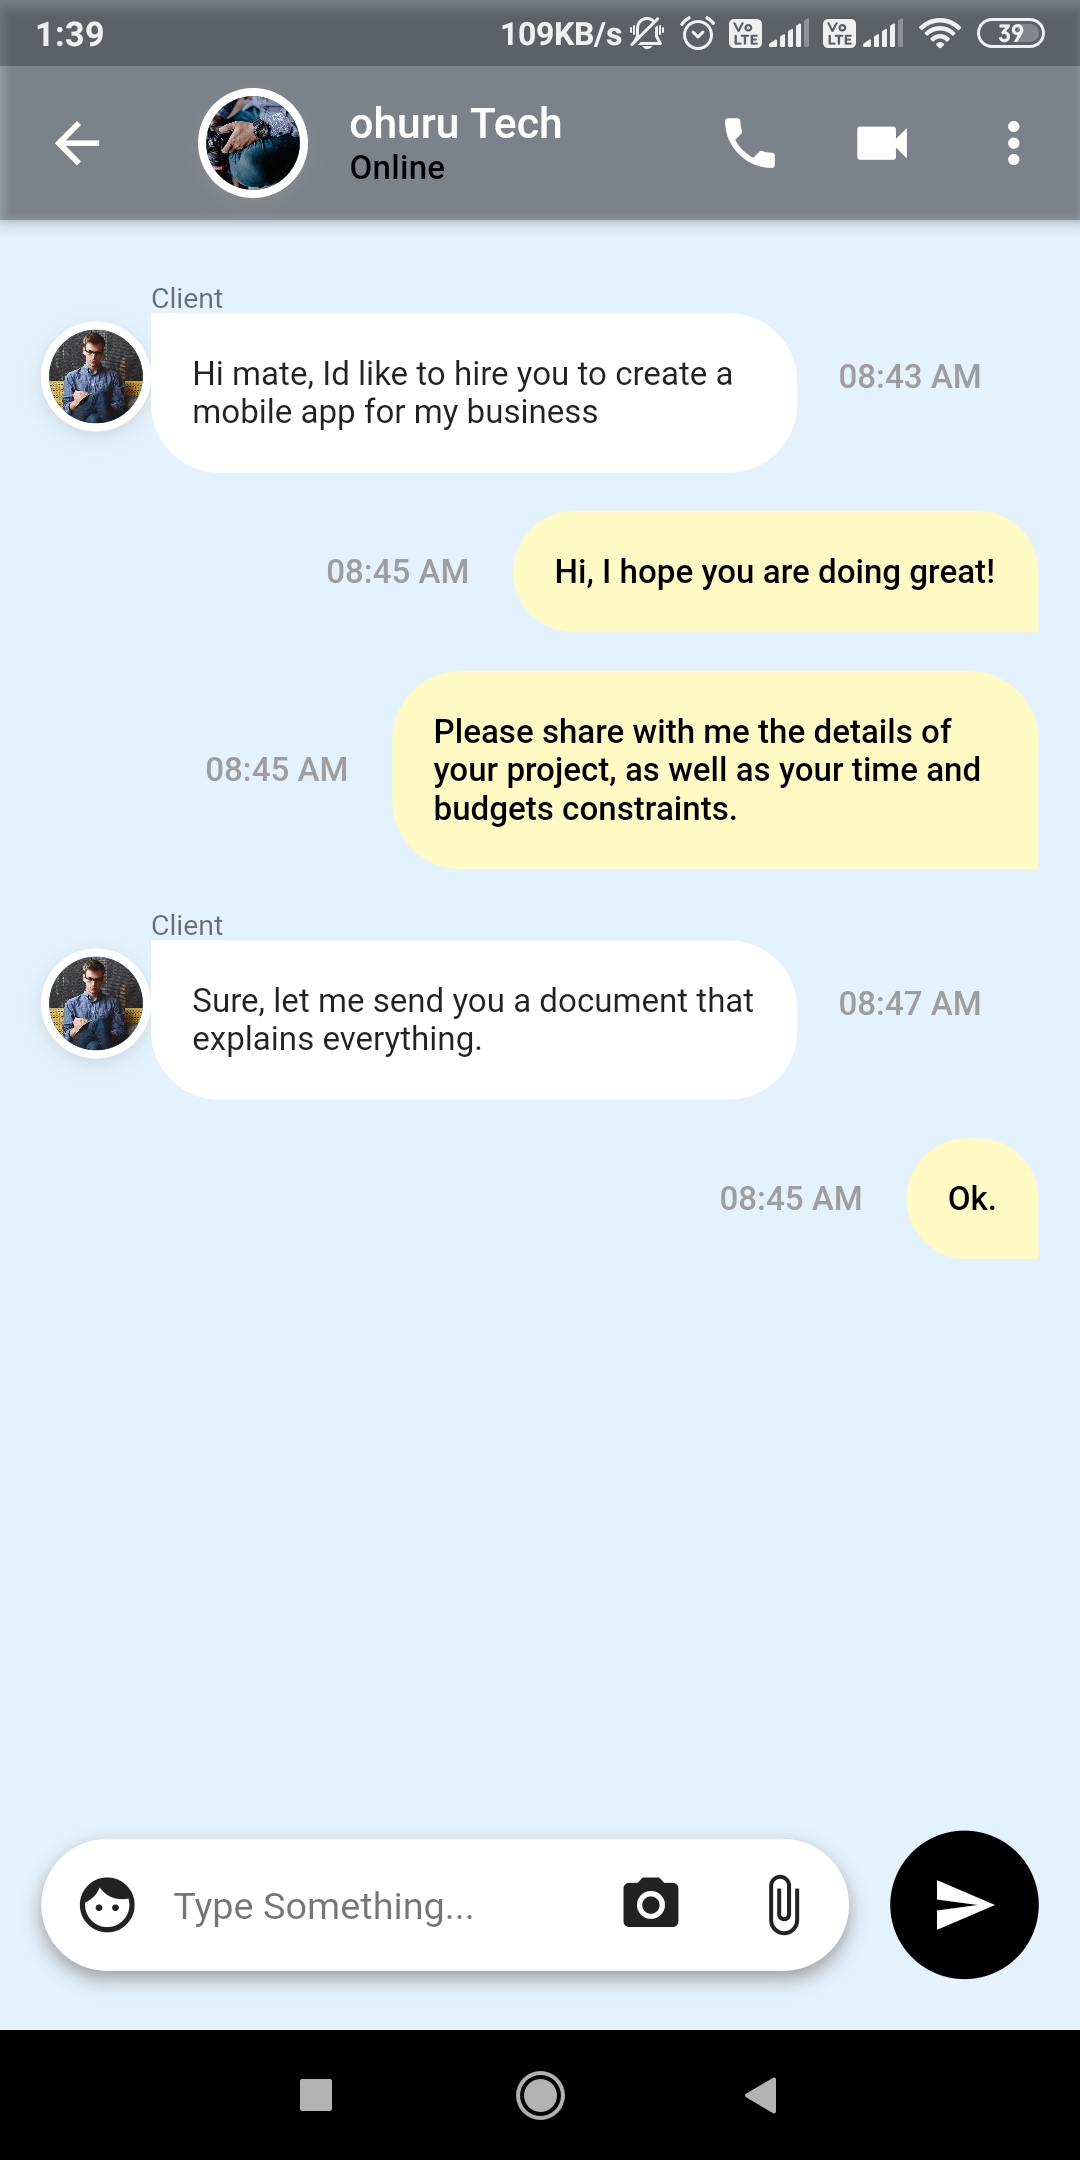 1:39
109KB/s
Vo LTE
Vo LTE
39
ohuru Tech
Online
Client
Hi mate, Id like to hire you to create a
mobile app for my business
08:43 AM
08:45 AM
Hi, I hope you are doing great!
Please share with me the details of
your project, as well as your time and
budgets constraints.
08:45 AM
Client
Sure, let me send you a document that
explains everything.
08:47 AM
08:45 AM
Ok.
Type Something...